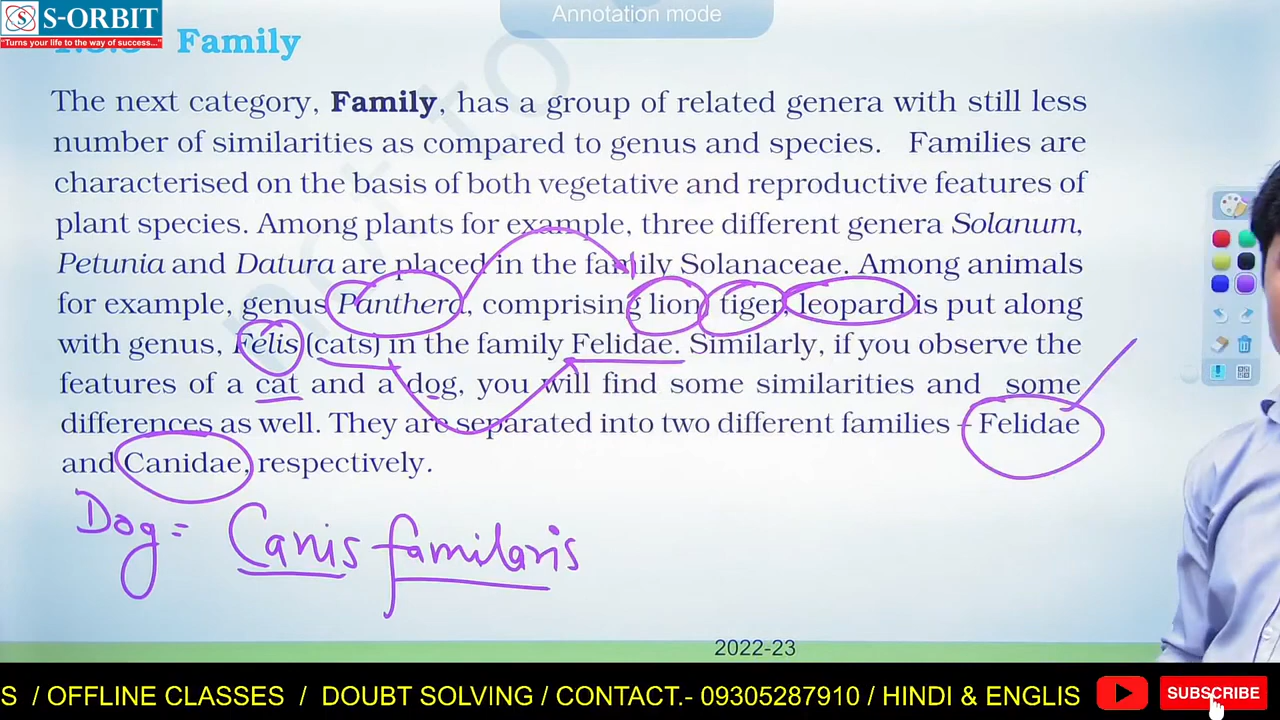 Annotation mode
S-ORBIT
"Turns your life to the way of success..."
Family
The next category, Family, has a group of related genera with still less
number of similarities as compared to genus and species. Families are
characterised on the basis of both vegetative and reproductive features of
plant species. Among plants for example, three different genera Solanum,
Petunia and Datura are placed in the family Solanaceae. Among animals
for example, genus Panthera, comprising lion, tiger, leopard is put along
with genus, Felis (cats) in the family Felidae. Similarly, if you observe the
features of a cat and a dog, you will find some similarities and some
differences as well. They are separated into two different families – Felidae
and Canidae, respectively.
Dog = Canis familaris
2022-23
S / OFFLINE CLASSES / DOUBT SOLVING / CONTACT.- 09305287910 / HINDI & ENGLIS
SUBSCRIBE